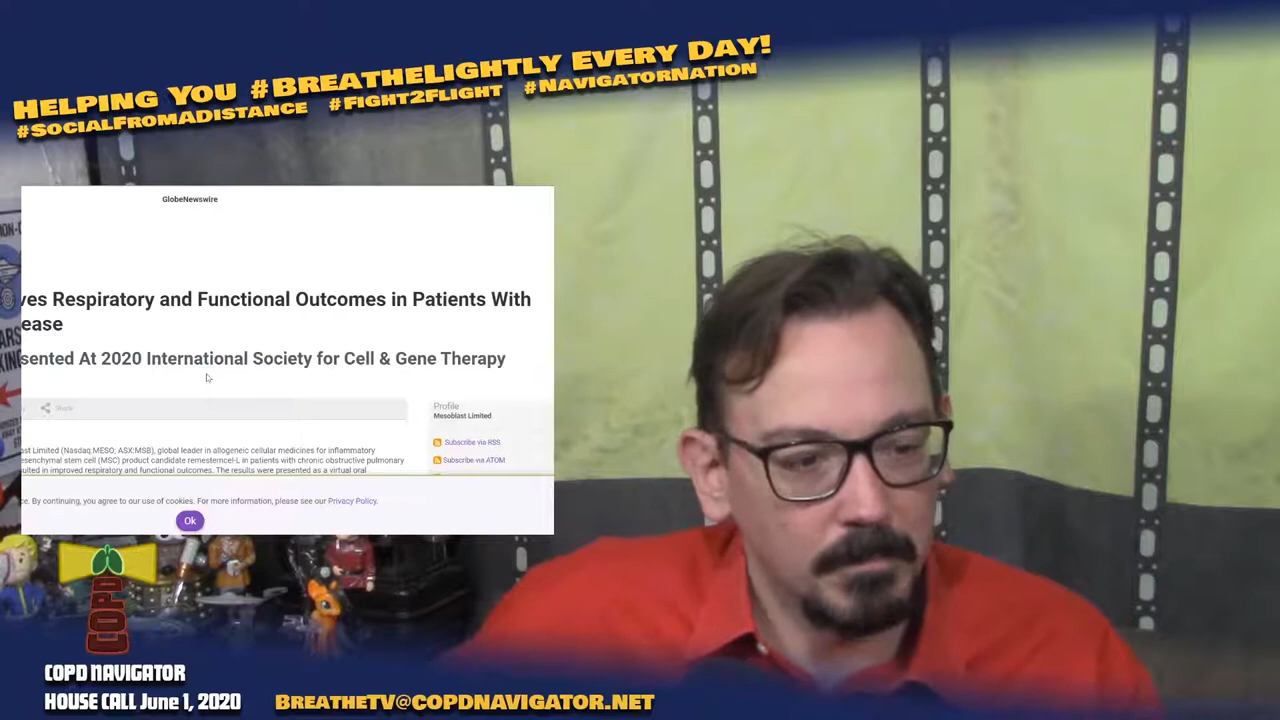 HELPING YOU #BREATHELIGHTLY EVERY DAY!
#SOCIALFROMADISTANCE #FIGHT2FLIGHT #NAVIGATORNATION
GlobeNewswire
ves Respiratory and Functional Outcomes in Patients With
ease
sented At 2020 International Society for Cell & Gene Therapy
Share
Profile
Mesoblast Limited
Subscribe via RSS
Subscribe via ATOM
ast Limited (Nasdaq:MESO; ASX:MSB), global leader in allogeneic cellular medicines for inflammatory
esenchymal stem cell (MSC) product candidate remestemcel-L in patients with chronic obstructive pulmonary
ulted in improved respiratory and functional outcomes. The results were presented as a virtual oral
ce. By continuing, you agree to our use of cookies. For more information, please see our Privacy Policy.
Ok
COPD
COPD NAVIGATOR
HOUSE CALL June 1, 2020
BREATHETV@COPDNAVIGATOR.NET